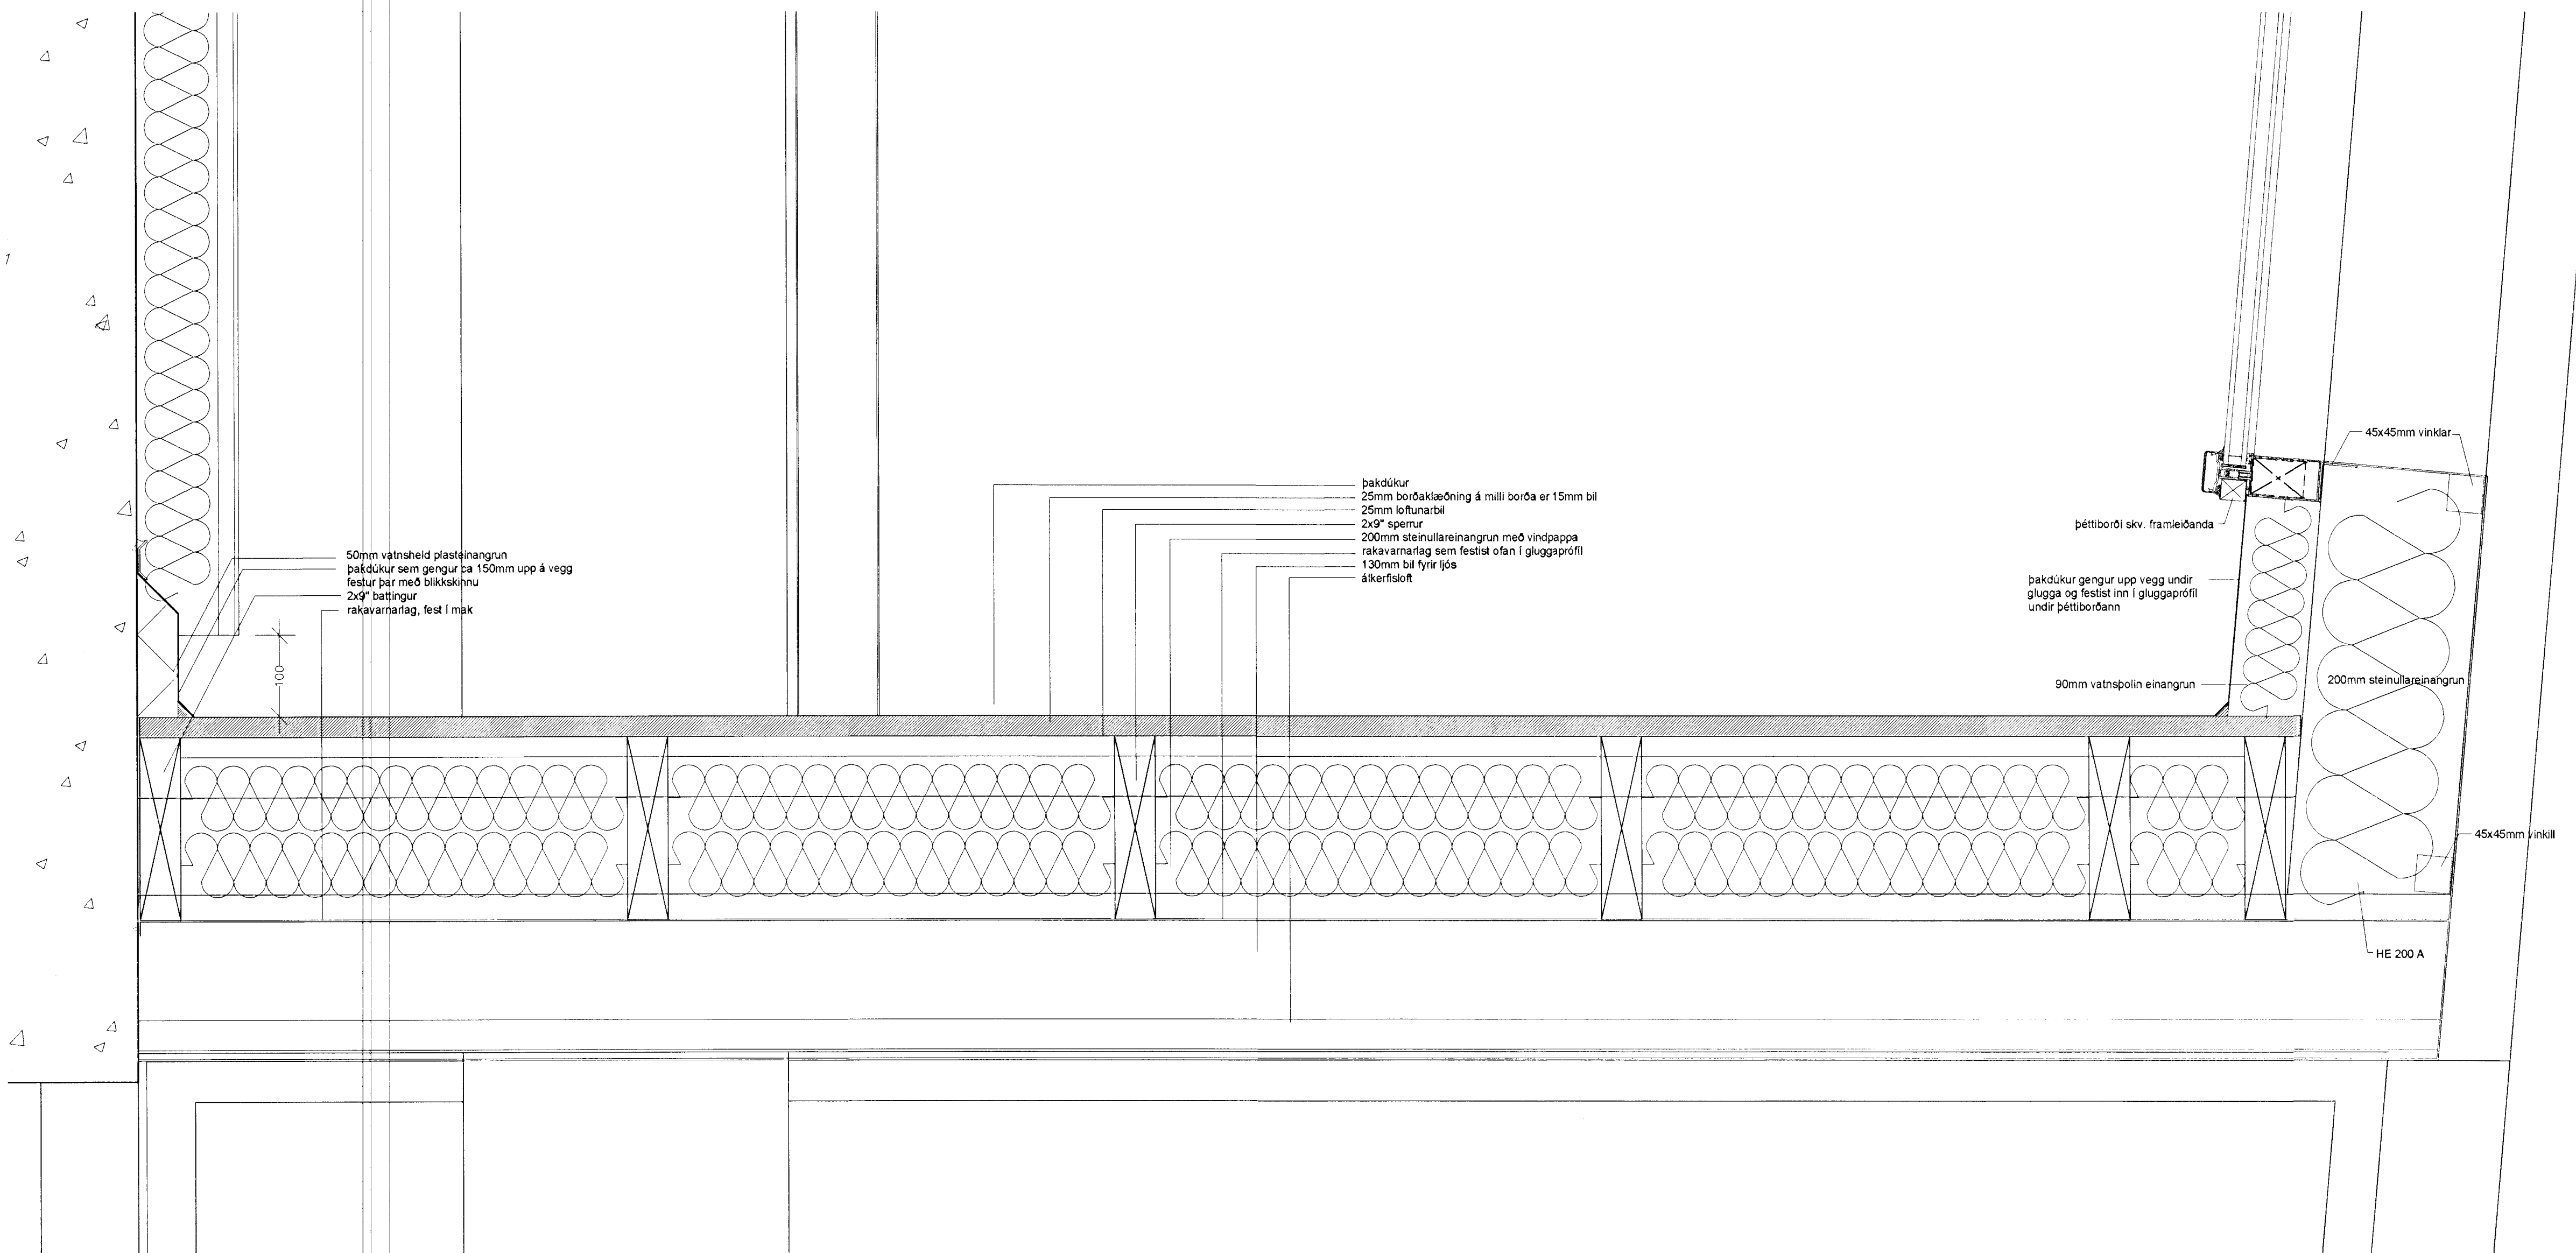 1
50mm vatnsheld plasteinangrun
þakdúkur sem gengur ca 150mm upp á vegg
festur þar með blikkskinnu
2x9" battingur
rakavarnarlag, fest í mak
100
þakdúkur
25mm borðaklæðning á milli borða er 15mm bil
25mm loftunarbil
2x9" sperrur
200mm steinullareinangrun með vindpappa
rakavarnarlag sem festist ofan í gluggaprófíl
130mm bil fyrir ljós
álkerfisloft
45x45mm vinklar
þéttiborði skv. framleiðanda
þakdúkur gengur upp vegg undir
glugga og festist inn í gluggaprófíl
undir þéttiborðann
90mm vatnsþolin einangrun
200mm steinullareinangrun
45x45mm vinkill
HE 200 A